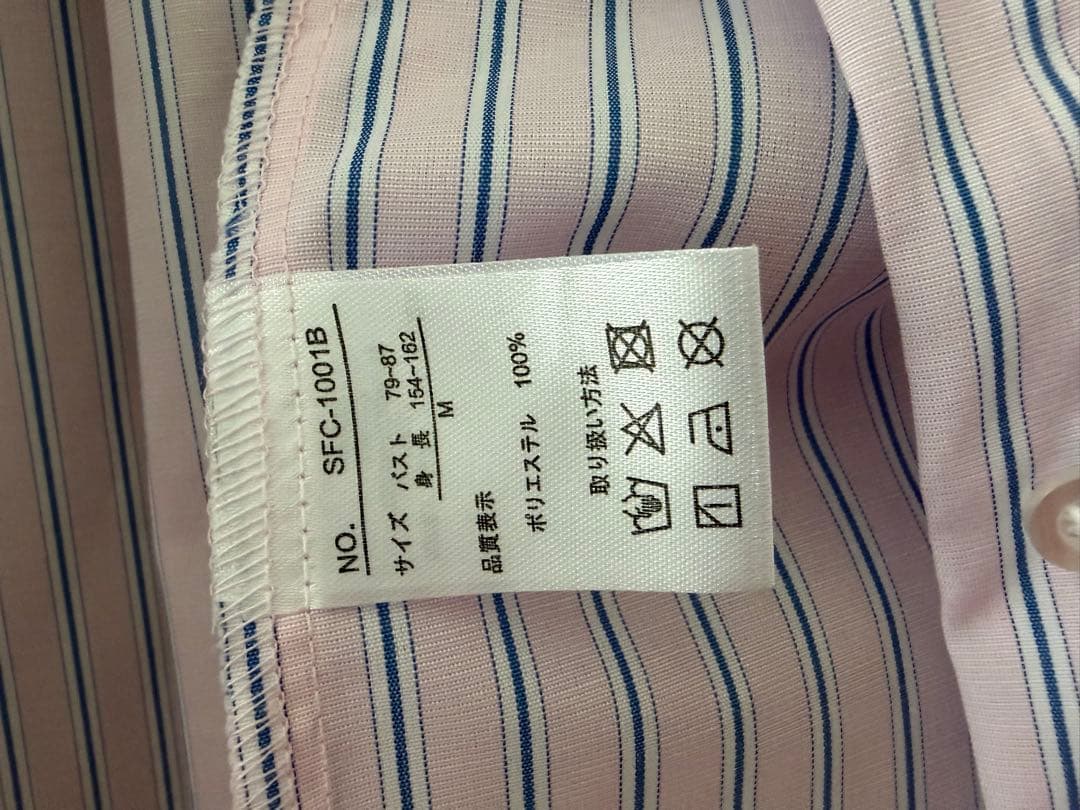 NO. SFC-1001B
サイズ バスト 79-87
身長 154-162
M
品質表示
ポリエステル 100%
取り扱い方法